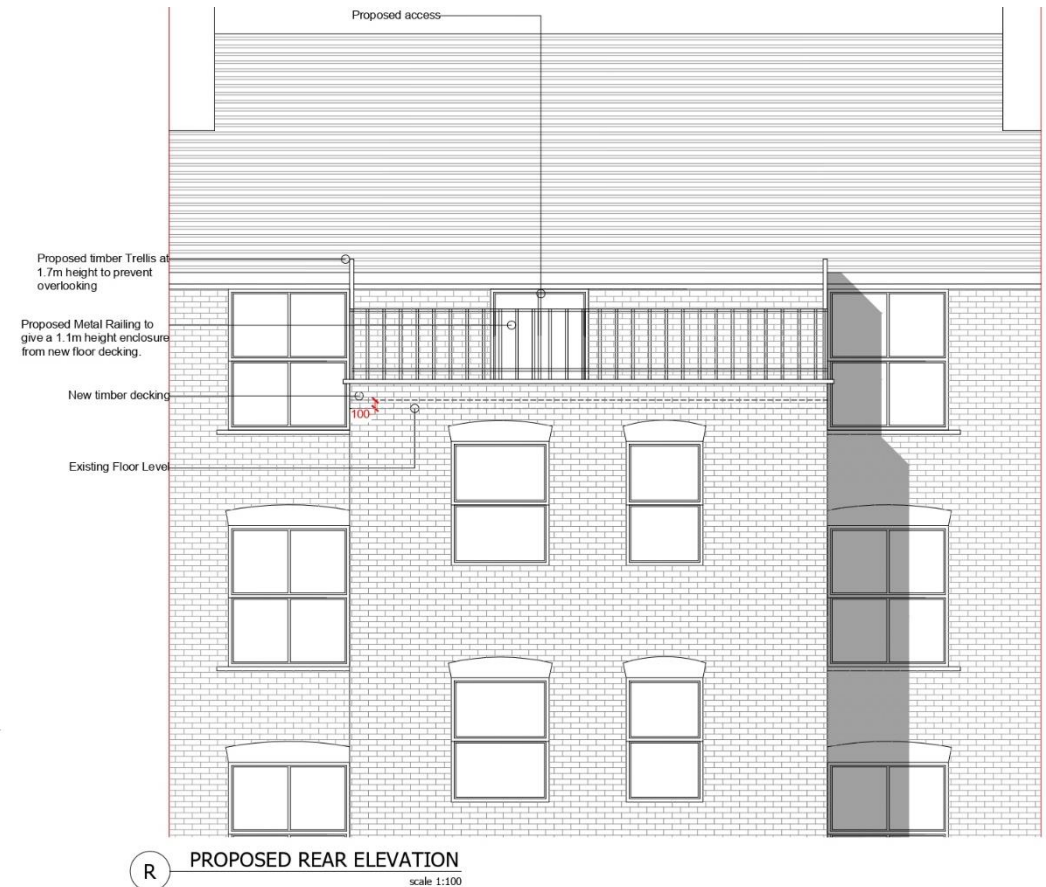 Proposed access
Proposed timber Trellis at
1.7m height to prevent
overlooking
Proposed Metal Railing to
give a 1.1m height enclosure
from new floor decking.
New timber decking
100
Existing Floor Level
R
PROPOSED REAR ELEVATION
scale 1:100